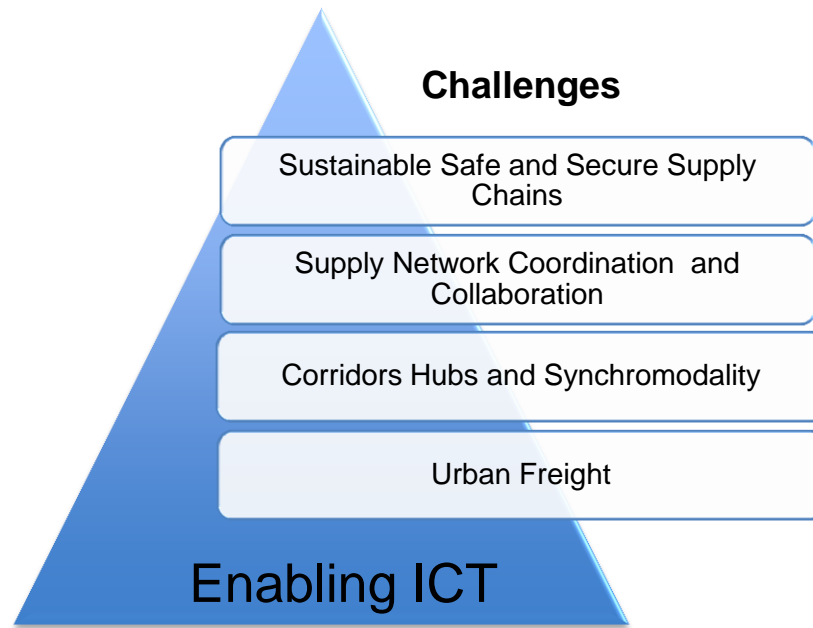 Challenges
Sustainable Safe and Secure Supply
Chains
Supply Network Coordination  and
Collaboration
Corridors Hubs and Synchromodality
Urban Freight
Enabling ICT